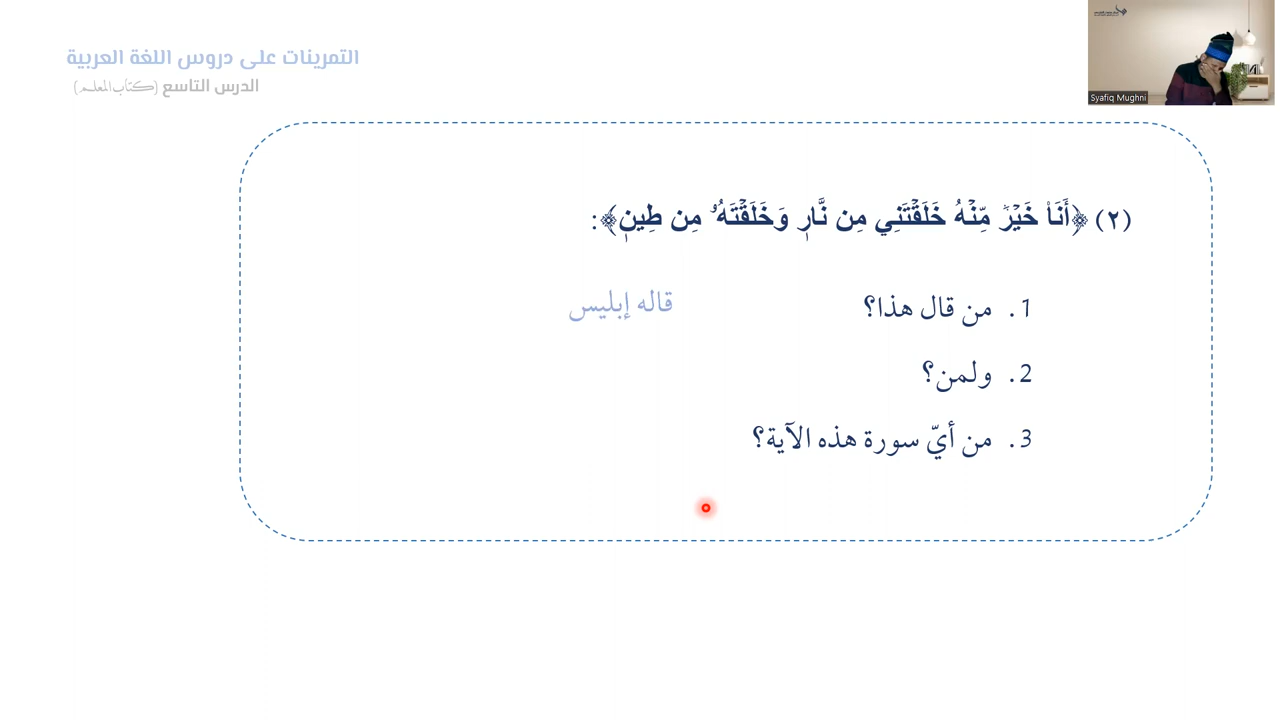 التمرينات على دروس اللغة العربية
الدرس التاسع (كتاب المعلم)
Syafiq Mughni
(٢) ﴿أَنَا۠ خَيۡرٞ مِّنۡهُ خَلَقۡتَنِي مِن نَّارٖ وَخَلَقۡتَهُۥ مِن طِينٖ﴾:
1. من قال هذا؟ قاله إبليس
2. ولمن؟
3. من أيّ سورة هذه الآية؟